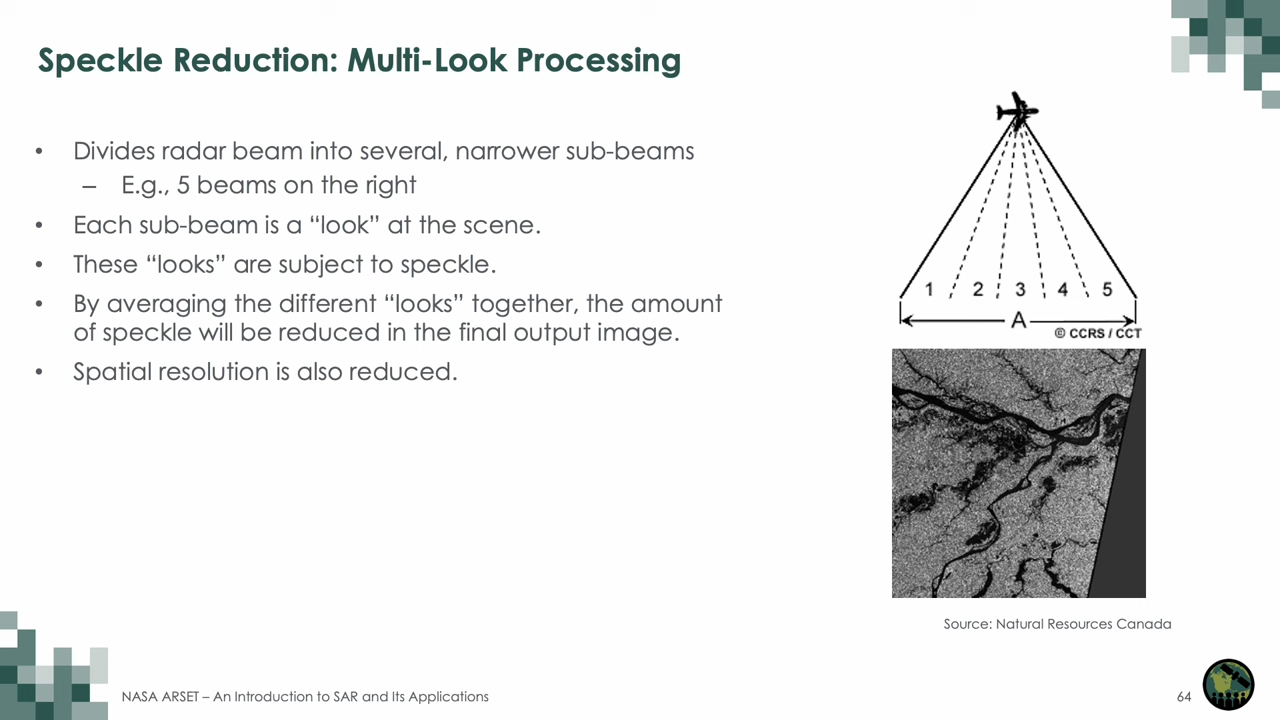 Speckle Reduction: Multi-Look Processing
• Divides radar beam into several, narrower sub-beams
– E.g., 5 beams on the right
• Each sub-beam is a “look” at the scene.
• These “looks” are subject to speckle.
• By averaging the different “looks” together, the amount
of speckle will be reduced in the final output image.
• Spatial resolution is also reduced.
1 2 3 4 5
A
© CCRS / CCT
Source: Natural Resources Canada
NASA ARSET – An Introduction to SAR and Its Applications
64